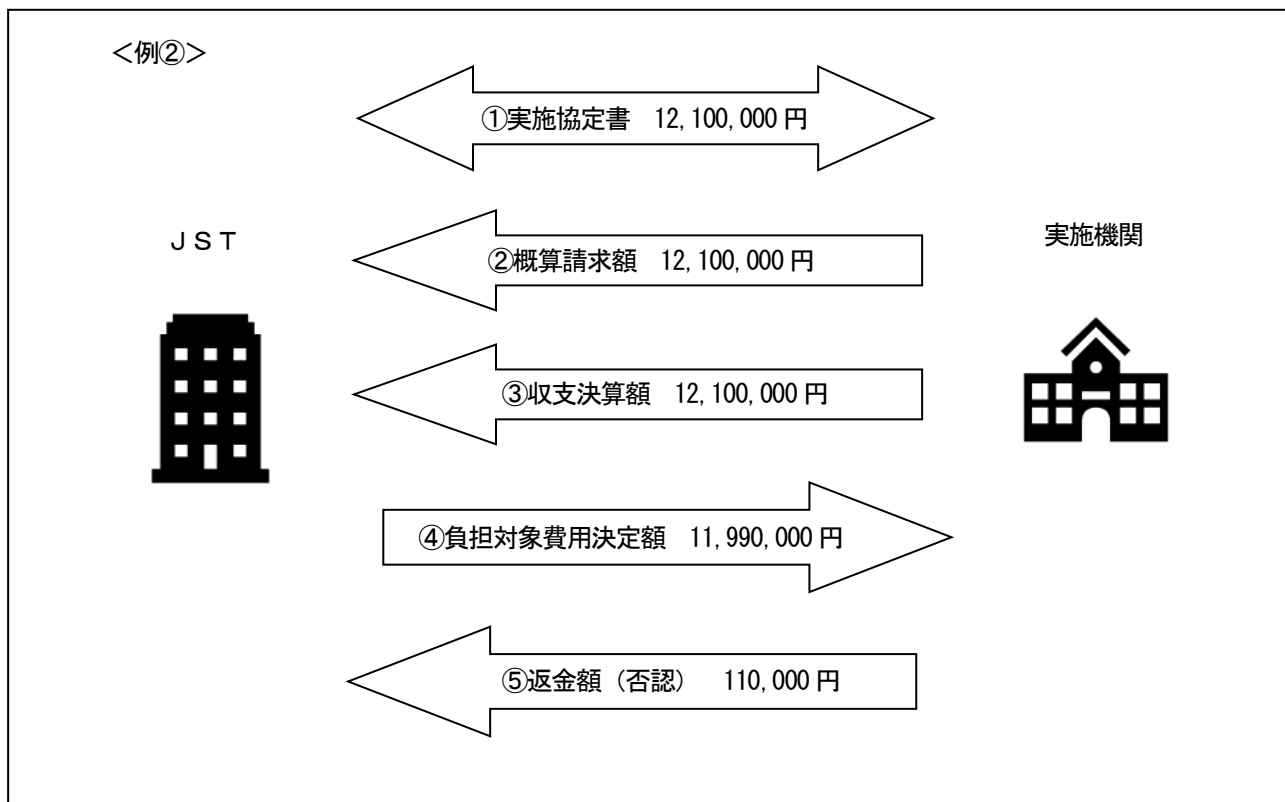 ＜例②＞
①実施協定書　12,100,000 円
ＪＳＴ
実施機関
②概算請求額　12,100,000 円
③収支決算額　12,100,000 円
④負担対象費用決定額　11,990,000 円
⑤返金額（否認）　110,000 円